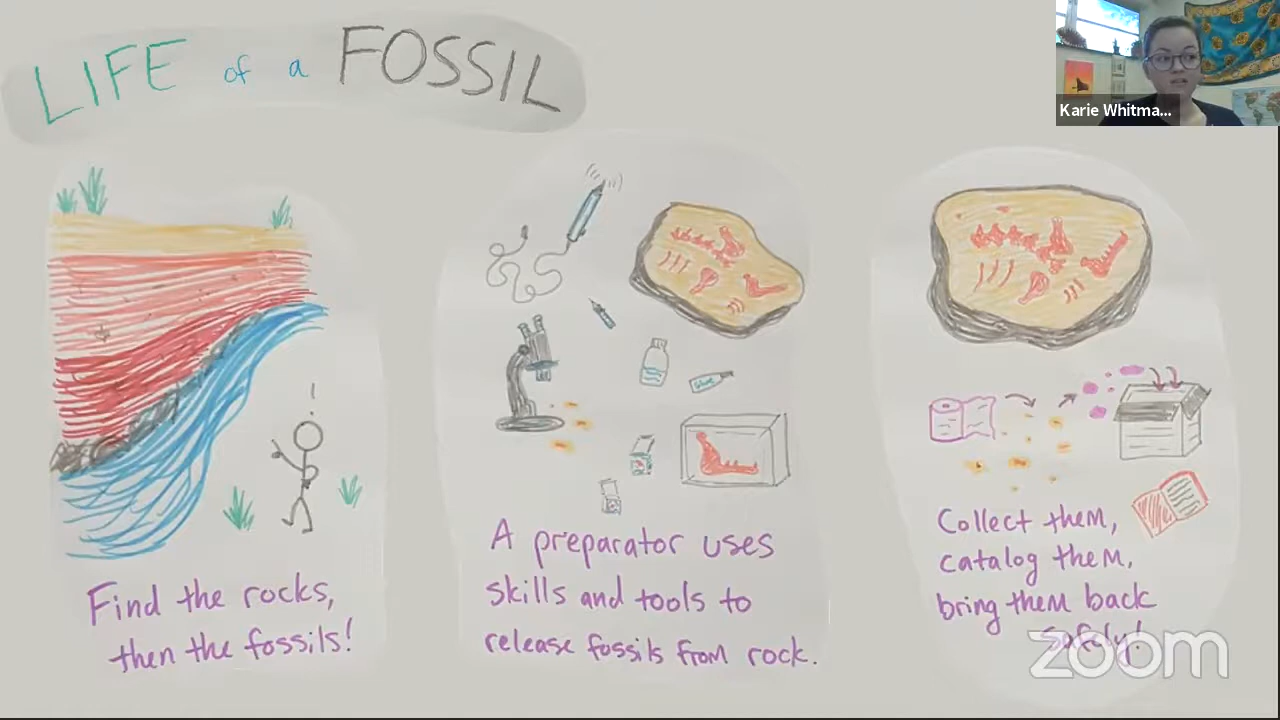 LIFE of a FOSSIL
Karie Whitma...
Find the rocks,
then the fossils!
Glue
A preparator uses
skills and tools to
release fossils from rock.
Collect them,
catalog them,
bring them back
safely!
zoom